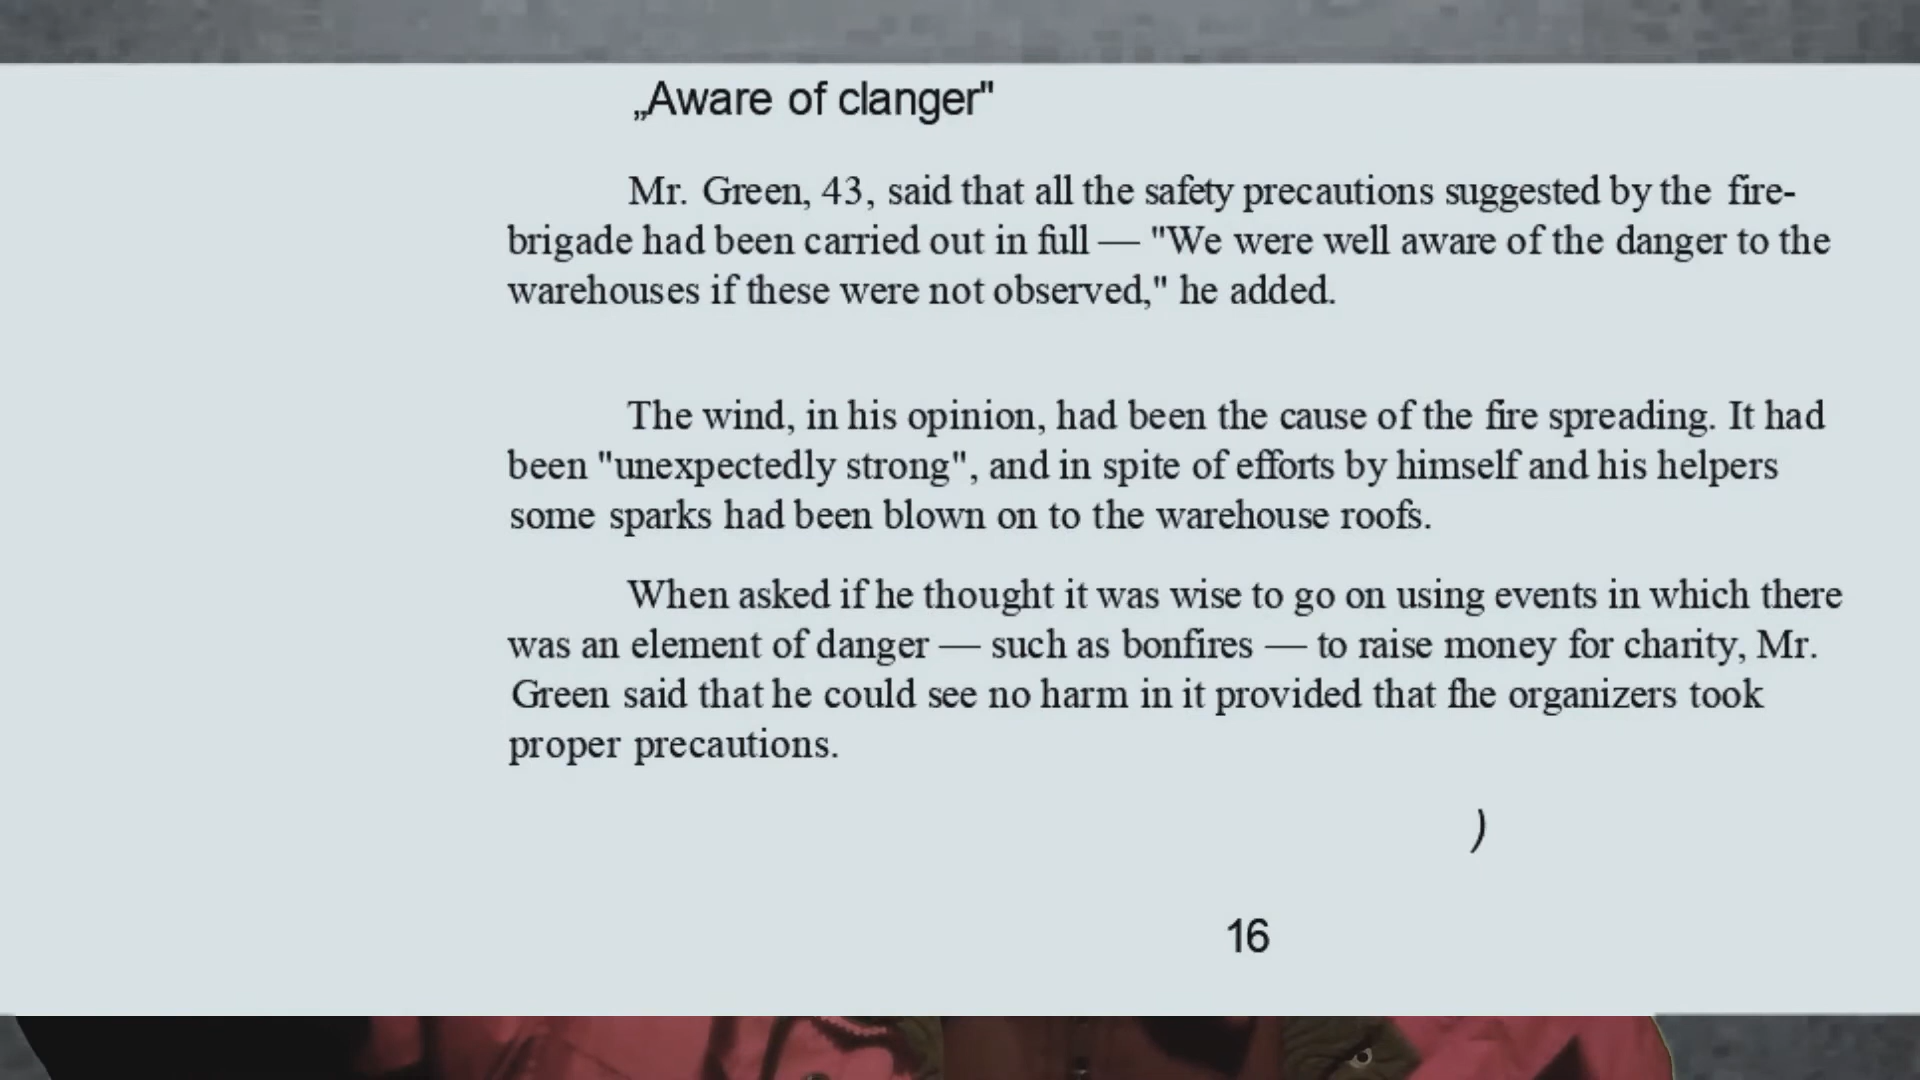 „Aware of clanger"
Mr. Green, 43, said that all the safety precautions suggested by the fire-
brigade had been carried out in full — "We were well aware of the danger to the
warehouses if these were not observed," he added.
The wind, in his opinion, had been the cause of the fire spreading. It had
been "unexpectedly strong", and in spite of efforts by himself and his helpers
some sparks had been blown on to the warehouse roofs.
When asked if he thought it was wise to go on using events in which there
was an element of danger — such as bonfires — to raise money for charity, Mr.
Green said that he could see no harm in it provided that fhe organizers took
proper precautions.
)
16